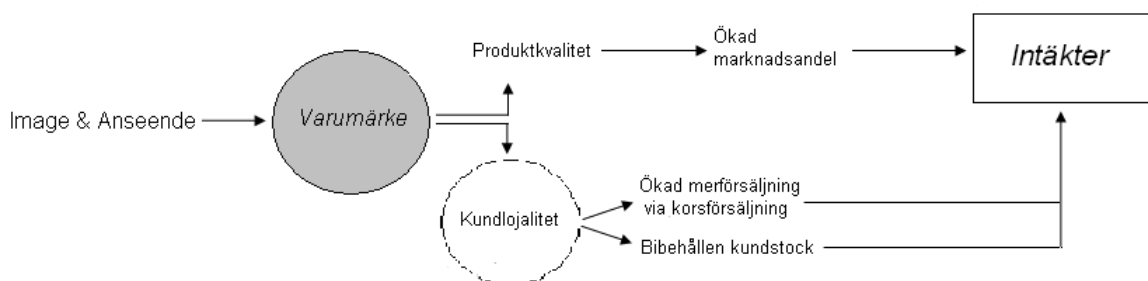 Image & Anseende
Varumärke
Produktkvalitet
Ökad
marknadsandel
Intäkter
Kundlojalitet
Ökad merförsäljning
via korsförsäljning
Bibehållen kundstock